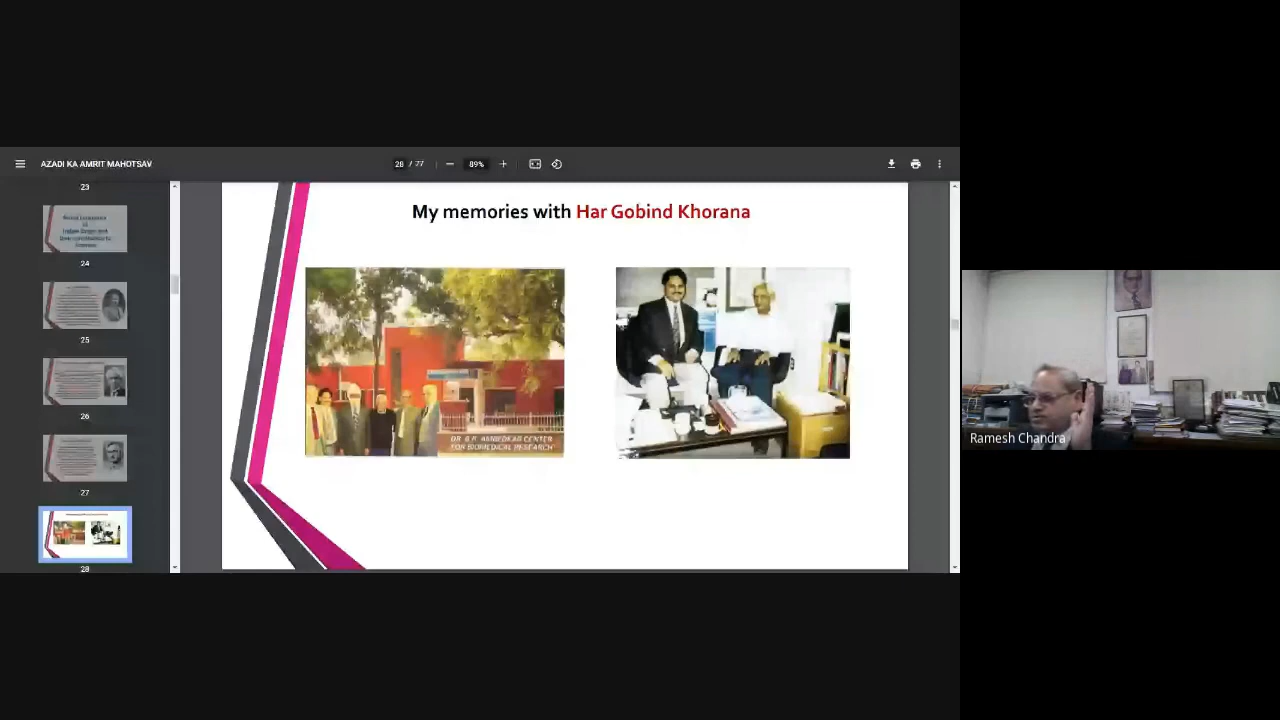 AZADI KA AMRIT MAHOTSAV
28 / 77
89%
23
24
25
26
27
28
My memories with Har Gobind Khorana
DR. B.R. AMBEDKAR CENTER
FOR BIOMEDICAL RESEARCH
Ramesh Chandra